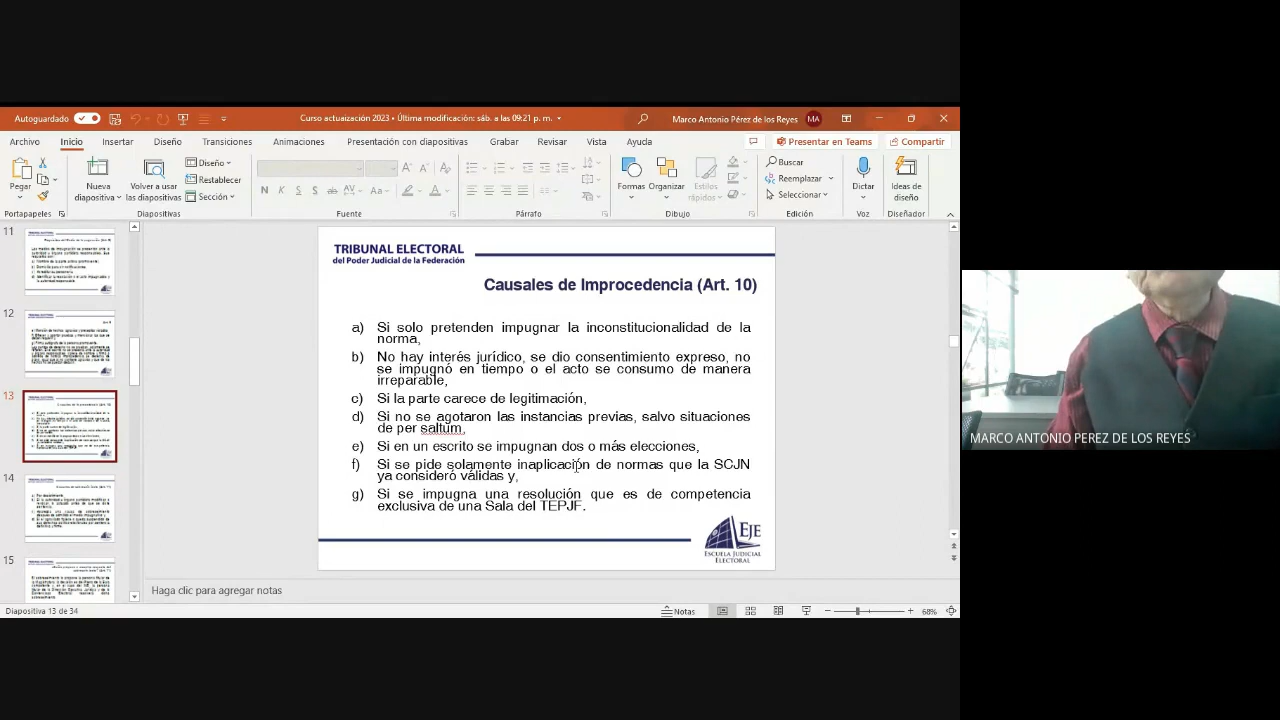 Autoguardado
Curso actuaización 2023 • Última modificación: sáb. a las 09:21 p. m.
Marco Antonio Pérez de los Reyes
MA
Archivo Inicio Insertar Diseño Transiciones Animaciones Presentación con diapositivas Grabar Revisar Vista Ayuda
Presentar en Teams
Compartir
Pegar
Nueva diapositiva
Volver a usar las diapositivas
Diseño
Restablecer
Sección
N K S S ab AV Aa A
Formas
Organizar
Estilos rápidos
Buscar
Reemplazar
Seleccionar
Dictar
Ideas de diseño
Portapapeles Diapositivas Fuente Párrafo Dibujo Edición Voz Diseñador
11
12
13
14
15
TRIBUNAL ELECTORAL
del Poder Judicial de la Federación
Causales de Improcedencia (Art. 10)
a) Si solo pretenden impugnar la inconstitucionalidad de la
norma,
b) No hay interés jurídico, se dio consentimiento expreso, no
se impugnó en tiempo o el acto se consumo de manera
irreparable,
c) Si la parte carece de legitimación,
d) Si no se agotaron las instancias previas, salvo situaciones
de per saltum,
e) Si en un escrito se impugnan dos o más elecciones,
f) Si se pide solamente inaplicación de normas que la SCJN
ya consideró válidas y,
g) Si se impugna una resolución que es de competencia
exclusiva de una Sala del TEPJF.
EJE
ESCUELA JUDICIAL
ELECTORAL
Haga clic para agregar notas
Diapositiva 13 de 34
Notas
68%
MARCO ANTONIO PEREZ DE LOS REYES